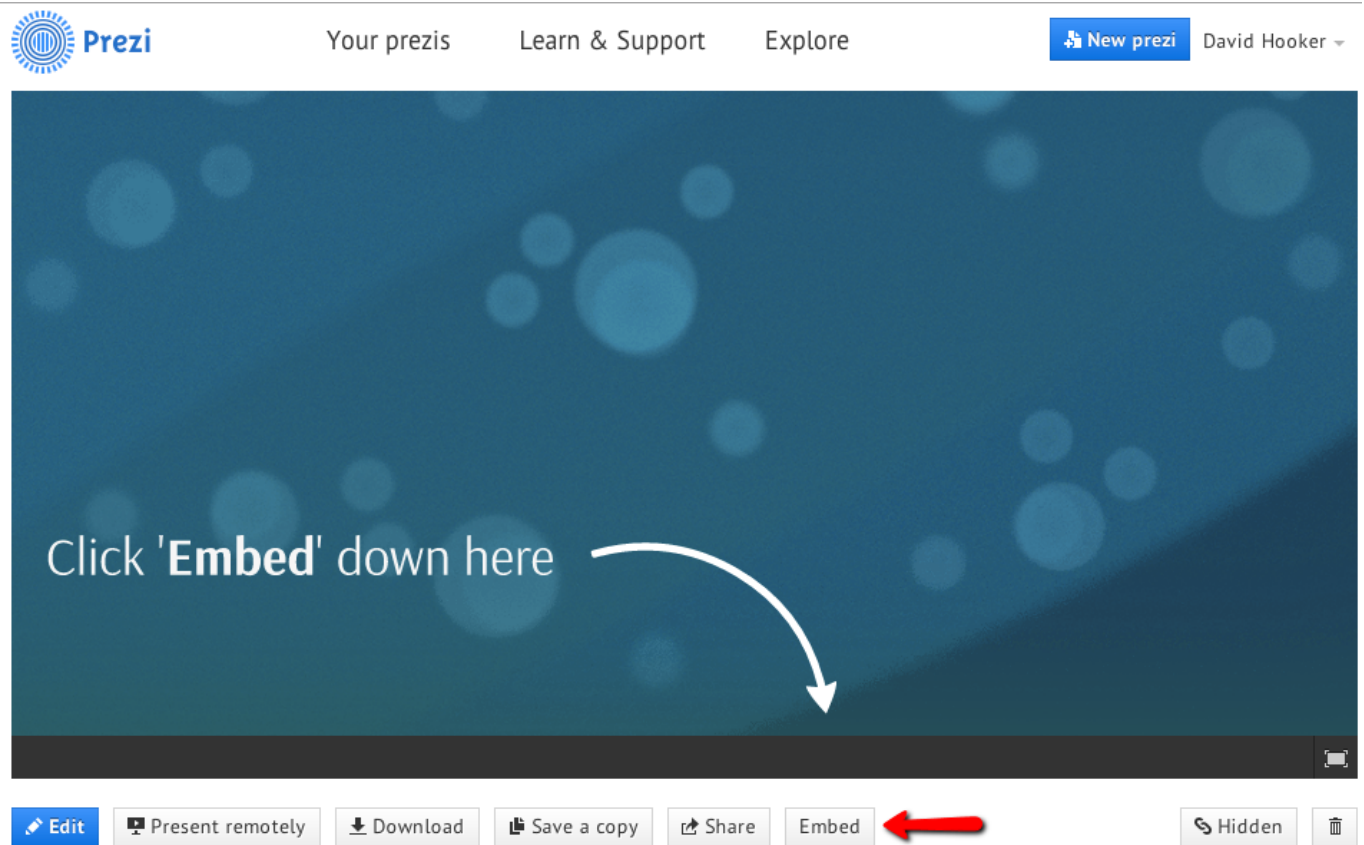 Prezi Your prezis Learn & Support Explore New prezi David Hooker
Click 'Embed' down here
Edit Present remotely Download Save a copy Share Embed Hidden